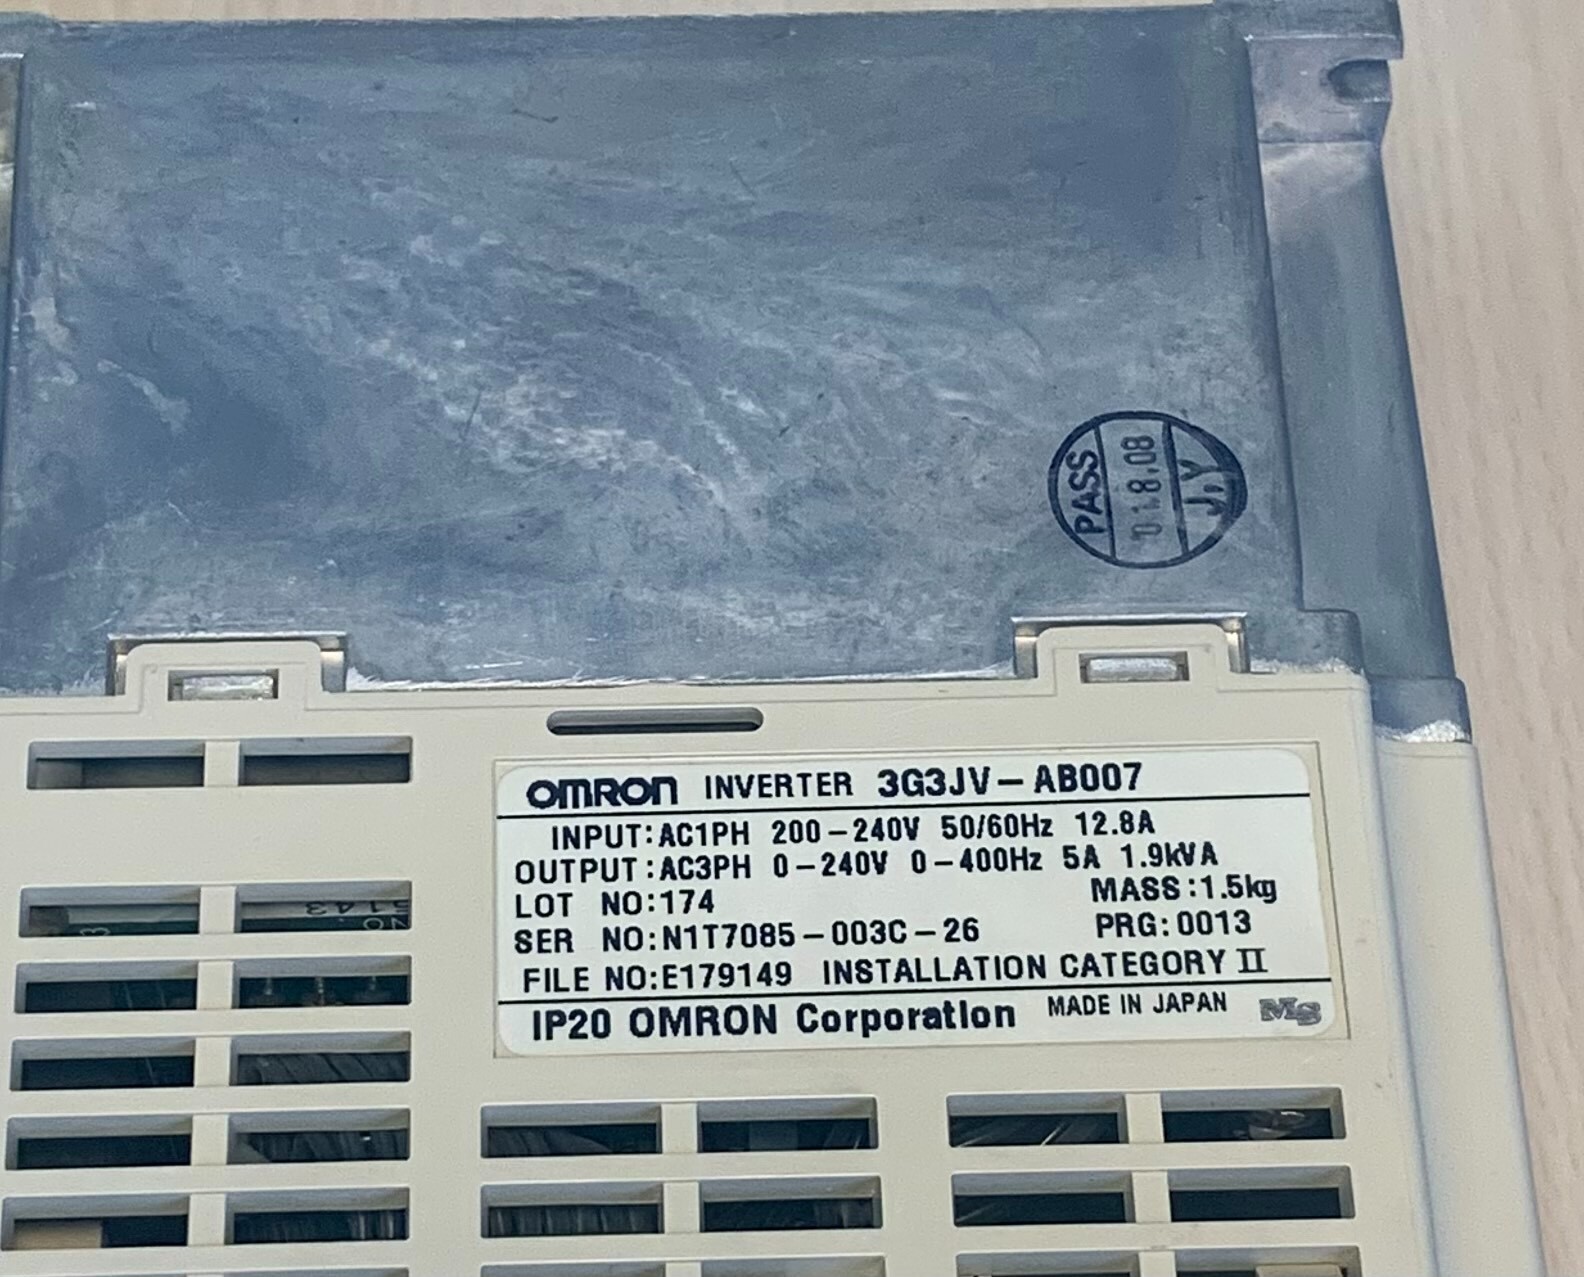 PASS
01.8.08
J.Y
OMRON INVERTER 3G3JV-AB007
INPUT:AC1PH 200-240V 50/60Hz 12.8A
OUTPUT:AC3PH 0-240V 0-400Hz 5A 1.9kVA
LOT NO:174 MASS:1.5kg
SER NO:N1T7085-003C-26 PRG:0013
FILE NO:E179149 INSTALLATION CATEGORY II
IP20 OMRON Corporation MADE IN JAPAN MS